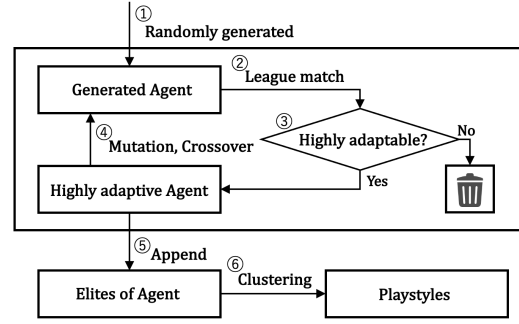 ① Randomly generated
Generated Agent
② League match
③ Highly adaptable?
No
④ Mutation, Crossover
Yes
Highly adaptive Agent
⑤ Append
⑥ Clustering
Elites of Agent
Playstyles